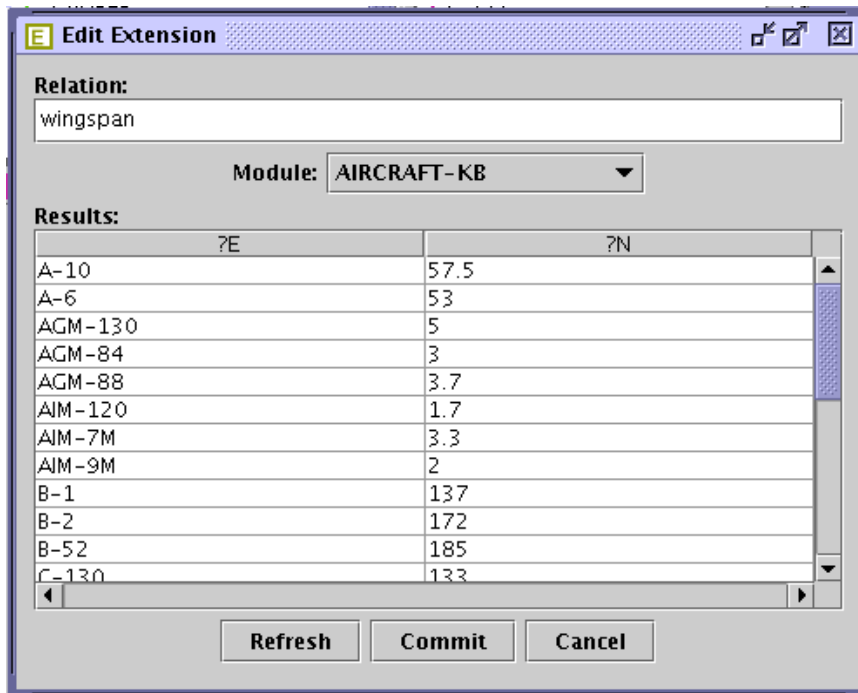 E Edit Extension
Relation:
wingspan
Module: AIRCRAFT-KB
Results:
?E ?N
A-10 57.5
A-6 53
AGM-130 5
AGM-84 3
AGM-88 3.7
AIM-120 1.7
AIM-7M 3.3
AIM-9M 2
B-1 137
B-2 172
B-52 185
C-130 133
Refresh Commit Cancel